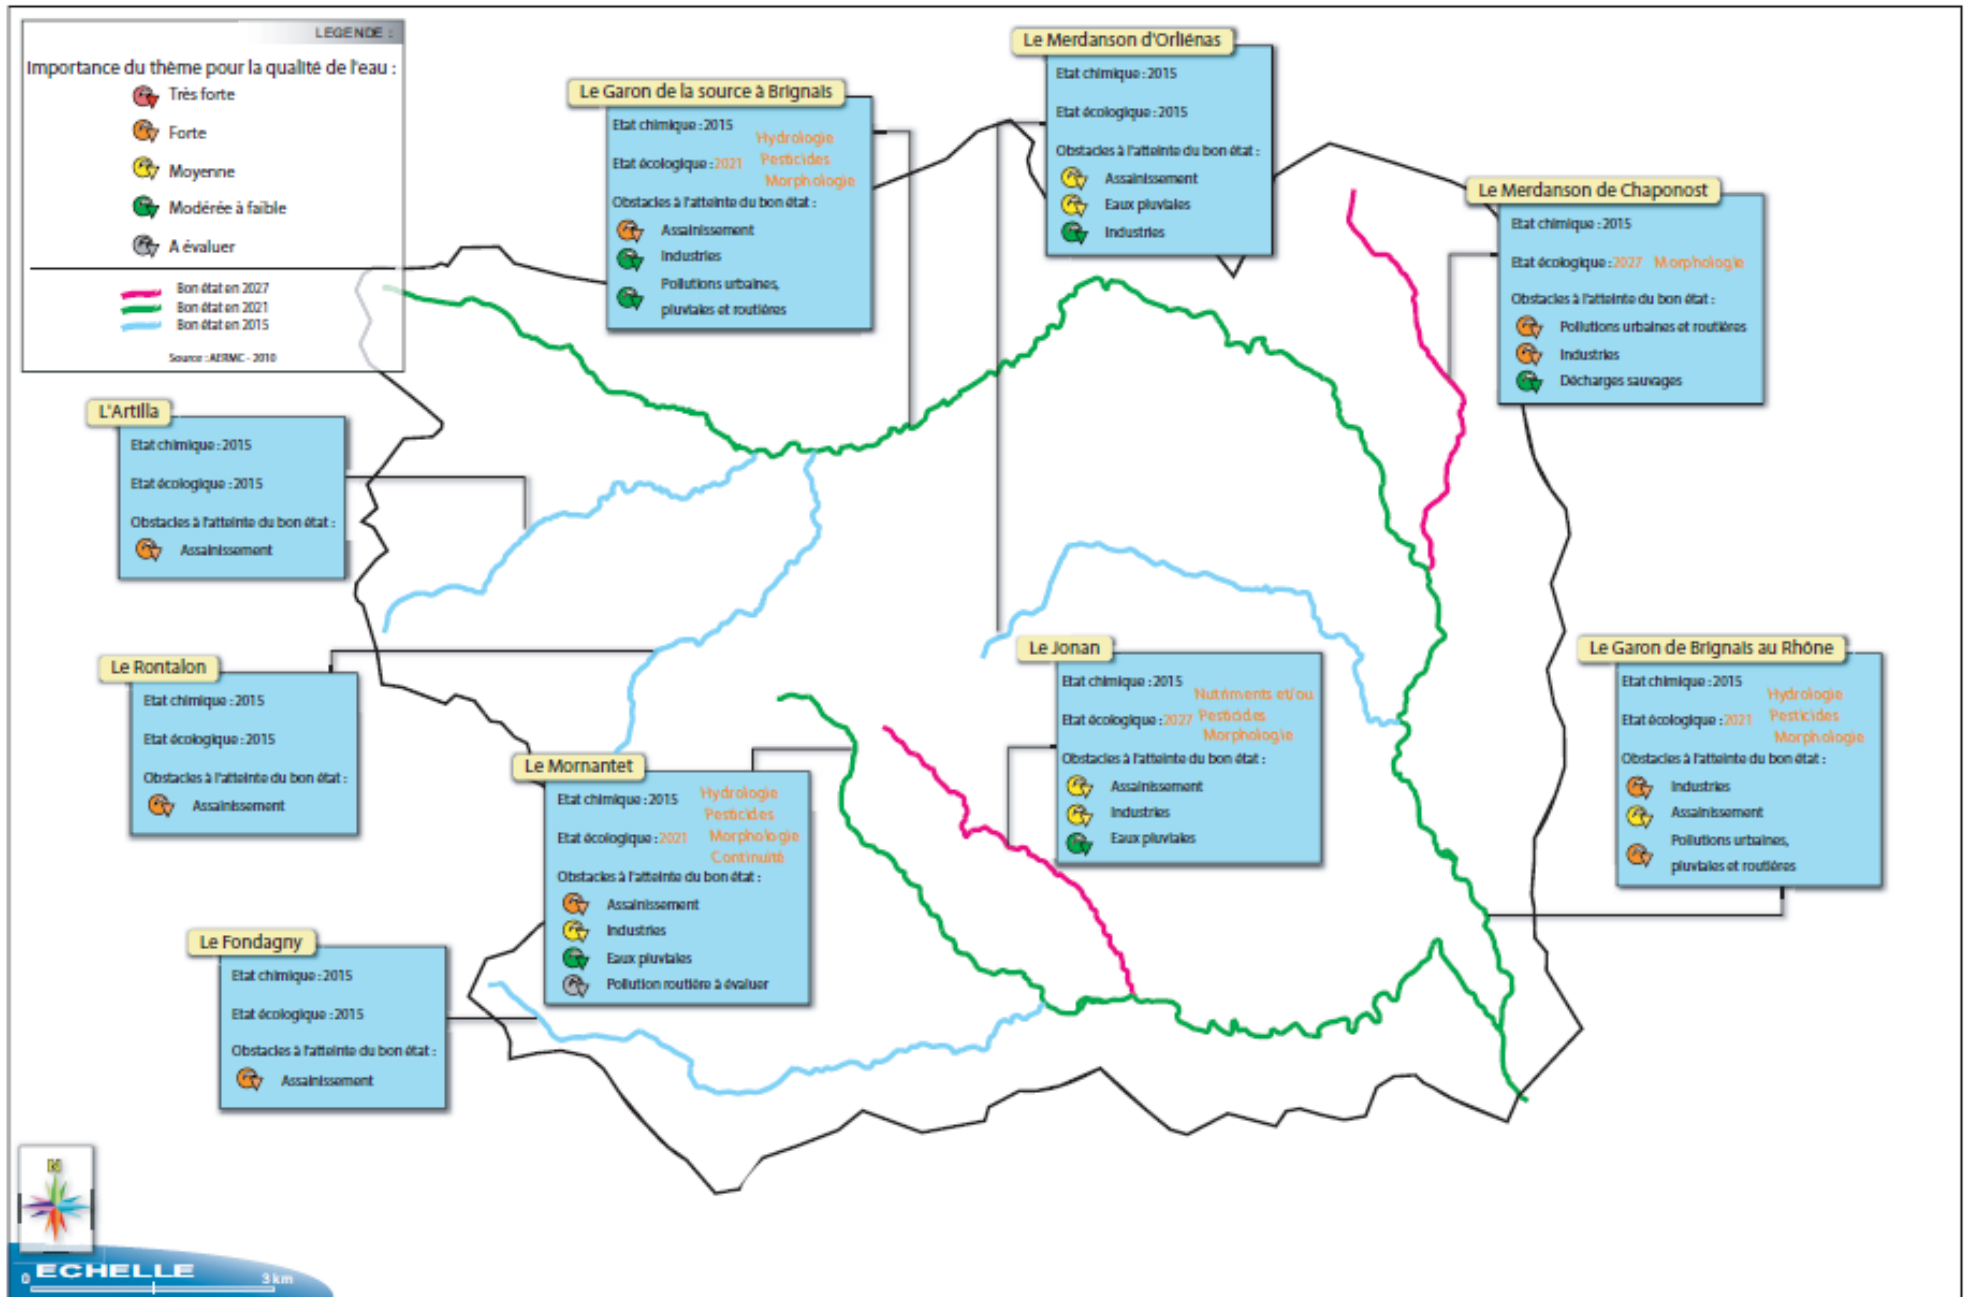 LEGENDE :
Importance du thème pour la qualité de l'eau :
Très forte
Forte
Moyenne
Modérée à faible
A évaluer
Bon état en 2027
Bon état en 2021
Bon état en 2015
Source : AERMC - 2010
Le Garon de la source à Brignais
Etat chimique : 2015
Hydrologie
Etat écologique : 2021 Pesticides
Morphologie
Obstacles à l'atteinte du bon état :
Assainissement
Industries
Pollutions urbaines,
pluviales et routières
Le Merdanson d'Orliénas
Etat chimique : 2015
Etat écologique : 2015
Obstacles à l'atteinte du bon état :
Assainissement
Eaux pluviales
Industries
Le Merdanson de Chaponost
Etat chimique : 2015
Etat écologique : 2027 Morphologie
Obstacles à l'atteinte du bon état :
Pollutions urbaines et routières
Industries
Décharges sauvages
L'Artilla
Etat chimique : 2015
Etat écologique : 2015
Obstacles à l'atteinte du bon état :
Assainissement
Le Rontalon
Etat chimique : 2015
Etat écologique : 2015
Obstacles à l'atteinte du bon état :
Assainissement
Le Jonan
Etat chimique : 2015
Nutriments et/ou
Etat écologique : 2027 Pesticides
Morphologie
Obstacles à l'atteinte du bon état :
Assainissement
Industries
Eaux pluviales
Le Garon de Brignais au Rhône
Etat chimique : 2015
Hydrologie
Etat écologique : 2021 Pesticides
Morphologie
Obstacles à l'atteinte du bon état :
Industries
Assainissement
Pollutions urbaines,
pluviales et routières
Le Mornantet
Etat chimique : 2015 Hydrologie
Pesticides
Etat écologique : 2021 Morphologie
Continuité
Obstacles à l'atteinte du bon état :
Assainissement
Industries
Eaux pluviales
Pollution routière à évaluer
Le Fondagny
Etat chimique : 2015
Etat écologique : 2015
Obstacles à l'atteinte du bon état :
Assainissement
N
ECHELLE
0 3 km